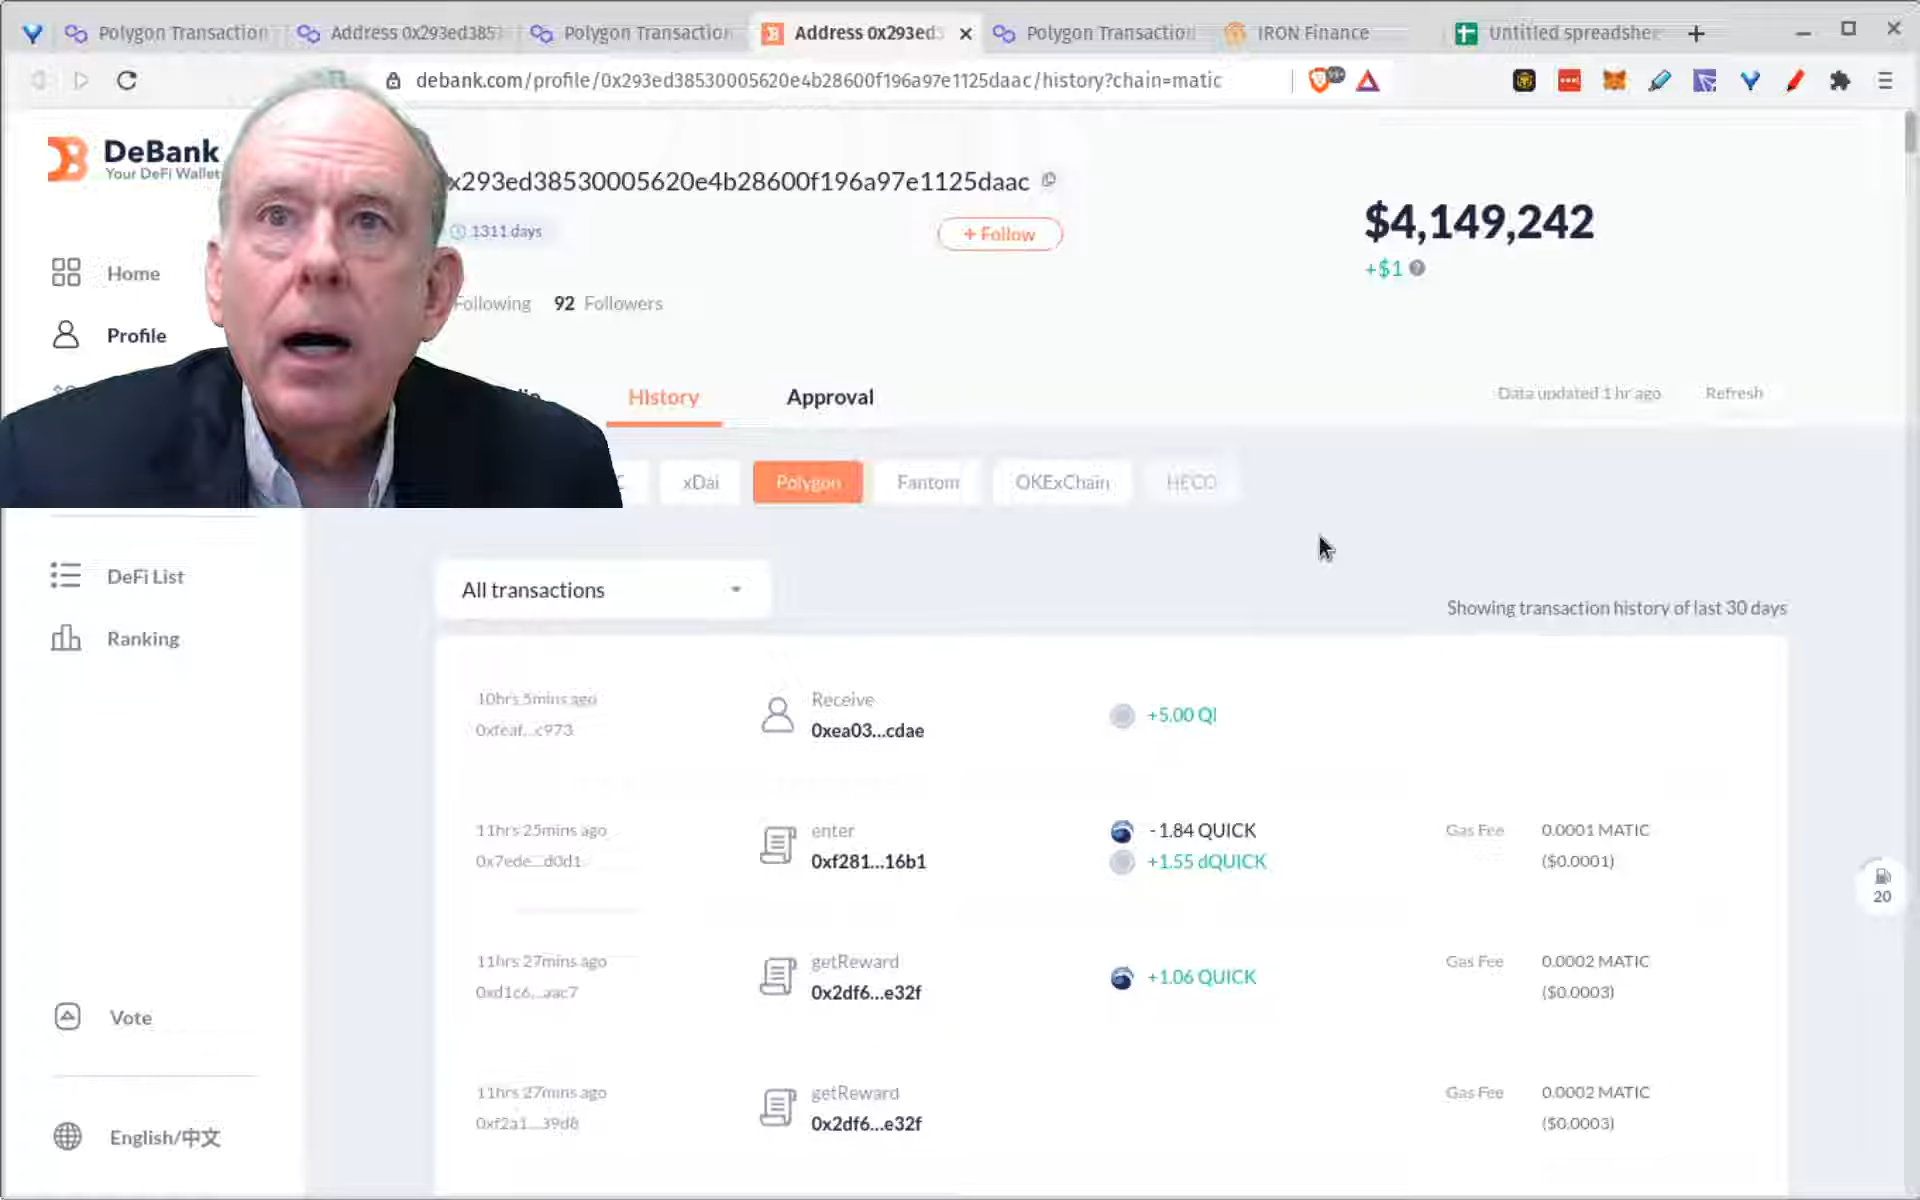 Polygon Transaction
Address 0x293ed385
Polygon Transaction
Address 0x293ed3
Polygon Transaction
IRON Finance
Untitled spreadshee
debank.com/profile/0x293ed38530005620e4b28600f196a97e1125daac/history?chain=matic
99+
DeBank
Your DeFi Wallet
x293ed38530005620e4b28600f196a97e1125daac
1311 days
+ Follow
$4,149,242
+$1
Following 92 Followers
Home
Profile
History
Approval
Data updated 1 hr ago
Refresh
xDai
Polygon
Fantom
OKExChain
HECO
DeFi List
Ranking
Vote
English/中文
All transactions
Showing transaction history of last 30 days
10hrs 5mins ago
0xfeaf...c973
Receive
0xea03...cdae
+5.00 QI
11hrs 25mins ago
0x7ede...d0d1
enter
0xf281...16b1
-1.84 QUICK
+1.55 dQUICK
Gas Fee
0.0001 MATIC
($0.0001)
11hrs 27mins ago
0xd1c6...aac7
getReward
0x2df6...e32f
+1.06 QUICK
Gas Fee
0.0002 MATIC
($0.0003)
11hrs 27mins ago
0xf2a1...39d8
getReward
0x2df6...e32f
Gas Fee
0.0002 MATIC
($0.0003)
20